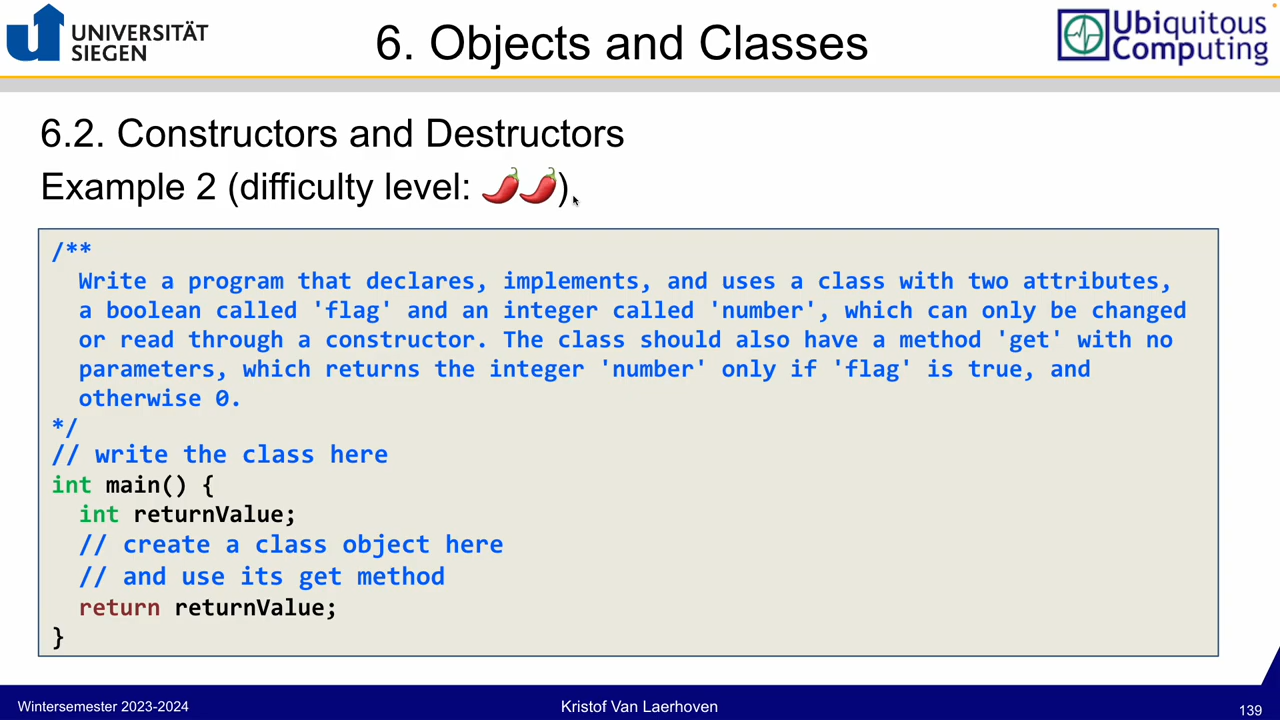 UNIVERSITÄT
SIEGEN
6. Objects and Classes
Ubiquitous
Computing
6.2. Constructors and Destructors
Example 2 (difficulty level: 🌶️🌶️)
/**
Write a program that declares, implements, and uses a class with two attributes,
a boolean called 'flag' and an integer called 'number', which can only be changed
or read through a constructor. The class should also have a method 'get' with no
parameters, which returns the integer 'number' only if 'flag' is true, and
otherwise 0.
*/
// write the class here
int main() {
int returnValue;
// create a class object here
// and use its get method
return returnValue;
}
Wintersemester 2023-2024
Kristof Van Laerhoven
139